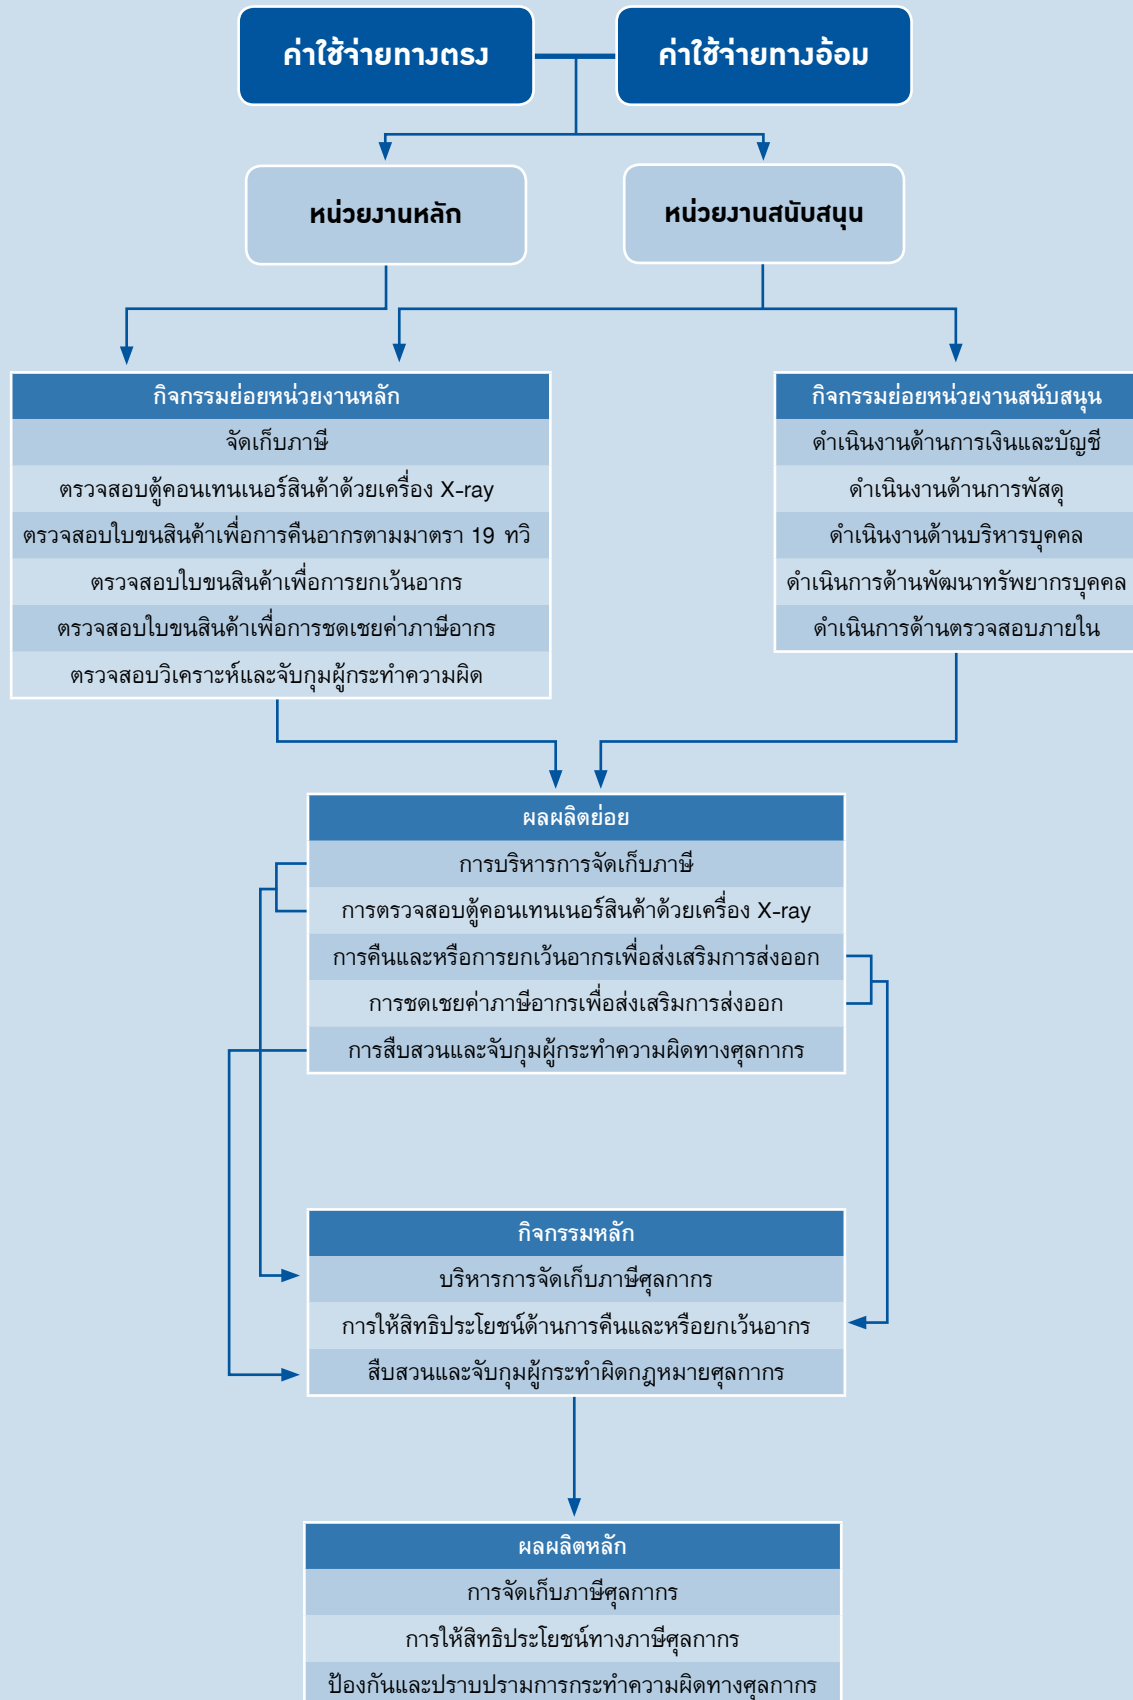 ค่าใช้จ่ายทางตรง
ค่าใช้จ่ายทางอ้อม
หน่วยงานหลัก
หน่วยงานสนับสนุน
กิจกรรมย่อยหน่วยงานหลัก
จัดเก็บภาษี
ตรวจสอบตู้คอนเทนเนอร์สินค้าด้วยเครื่อง X-ray
ตรวจสอบใบขนสินค้าเพื่อการคืนอากรตามมาตรา 19 ทวิ
ตรวจสอบใบขนสินค้าเพื่อการยกเว้นอากร
ตรวจสอบใบขนสินค้าเพื่อการชดเชยค่าภาษีอากร
ตรวจสอบวิเคราะห์และจับกุมผู้กระทำความผิด
กิจกรรมย่อยหน่วยงานสนับสนุน
ดำเนินงานด้านการเงินและบัญชี
ดำเนินงานด้านการพัสดุ
ดำเนินงานด้านบริหารบุคคล
ดำเนินการด้านพัฒนาทรัพยากรบุคคล
ดำเนินการด้านตรวจสอบภายใน
ผลผลิตย่อย
การบริหารการจัดเก็บภาษี
การตรวจสอบตู้คอนเทนเนอร์สินค้าด้วยเครื่อง X-ray
การคืนและหรือการยกเว้นอากรเพื่อส่งเสริมการส่งออก
การชดเชยค่าภาษีอากรเพื่อส่งเสริมการส่งออก
การสืบสวนและจับกุมผู้กระทำความผิดทางศุลกากร
กิจกรรมหลัก
บริหารการจัดเก็บภาษีศุลกากร
การให้สิทธิประโยชน์ด้านการคืนและหรือยกเว้นอากร
สืบสวนและจับกุมผู้กระทำผิดกฎหมายศุลกากร
ผลผลิตหลัก
การจัดเก็บภาษีศุลกากร
การให้สิทธิประโยชน์ทางภาษีศุลกากร
ป้องกันและปราบปรามการกระทำความผิดทางศุลกากร